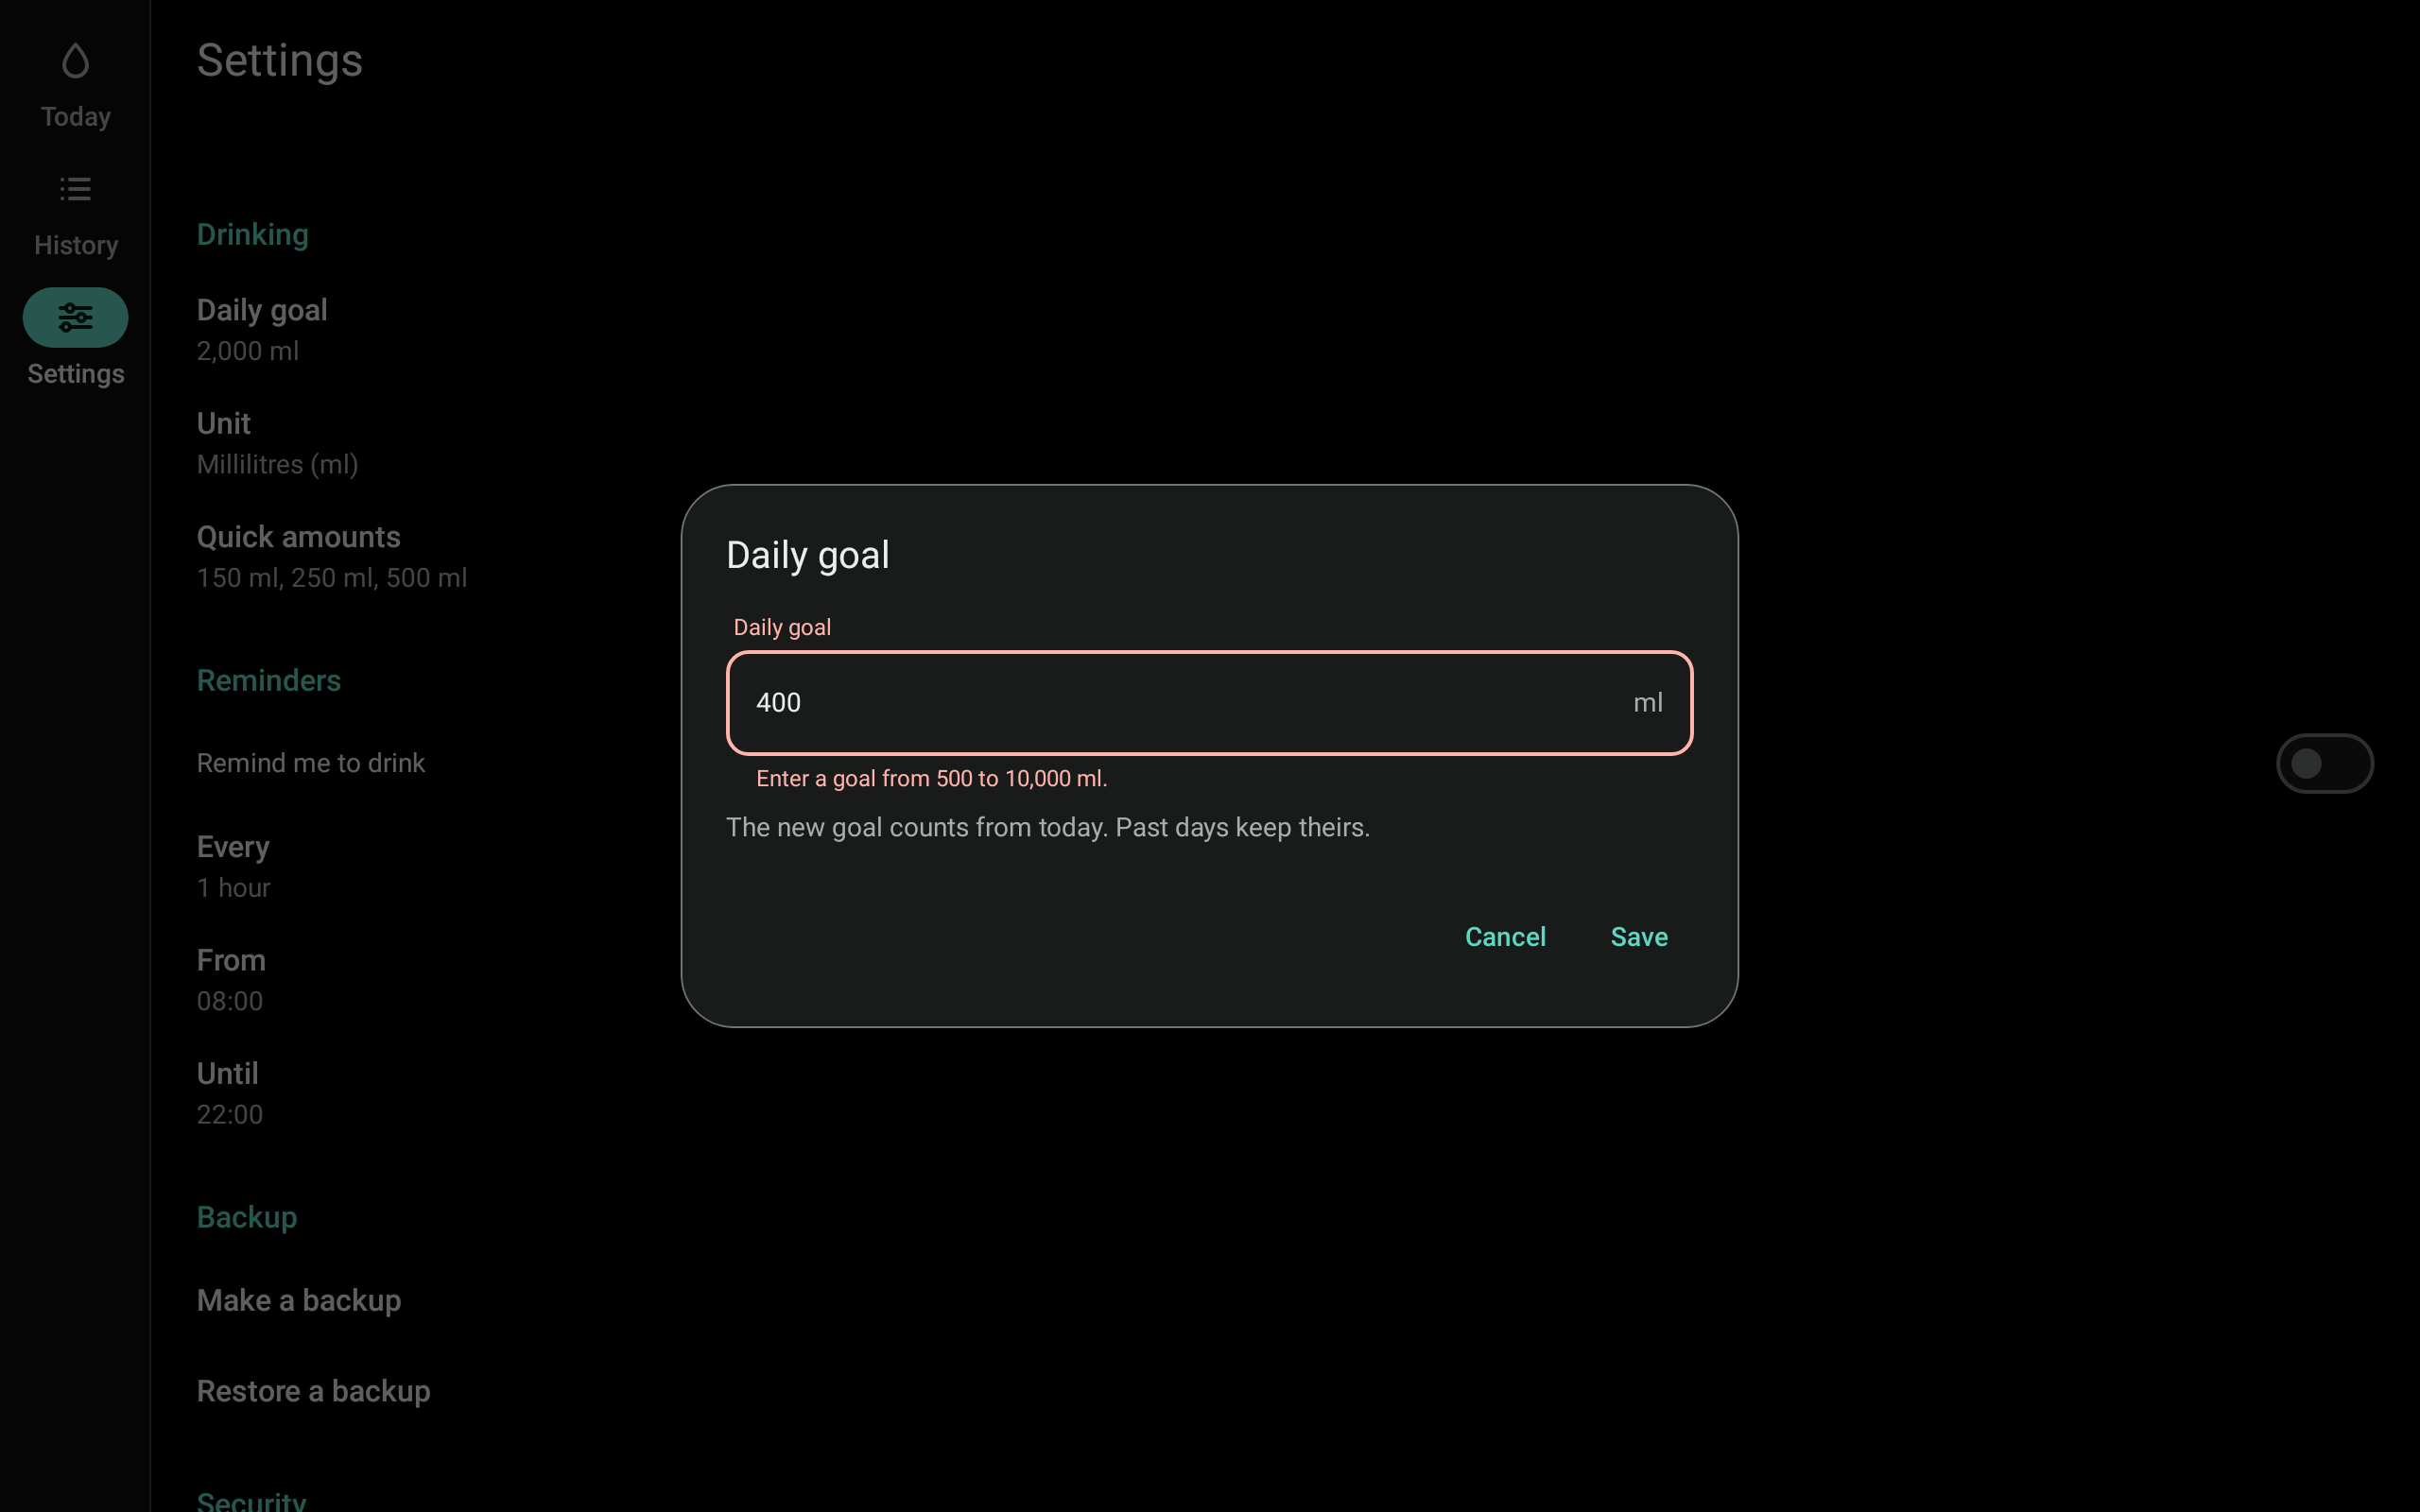 Today
History
Settings
Settings
Drinking
Daily goal
2,000 ml
Unit
Millilitres (ml)
Quick amounts
150 ml, 250 ml, 500 ml
Reminders
Remind me to drink
Every
1 hour
From
08:00
Until
22:00
Backup
Make a backup
Restore a backup
Security
Daily goal
Daily goal
400 ml
Enter a goal from 500 to 10,000 ml.
The new goal counts from today. Past days keep theirs.
Cancel Save